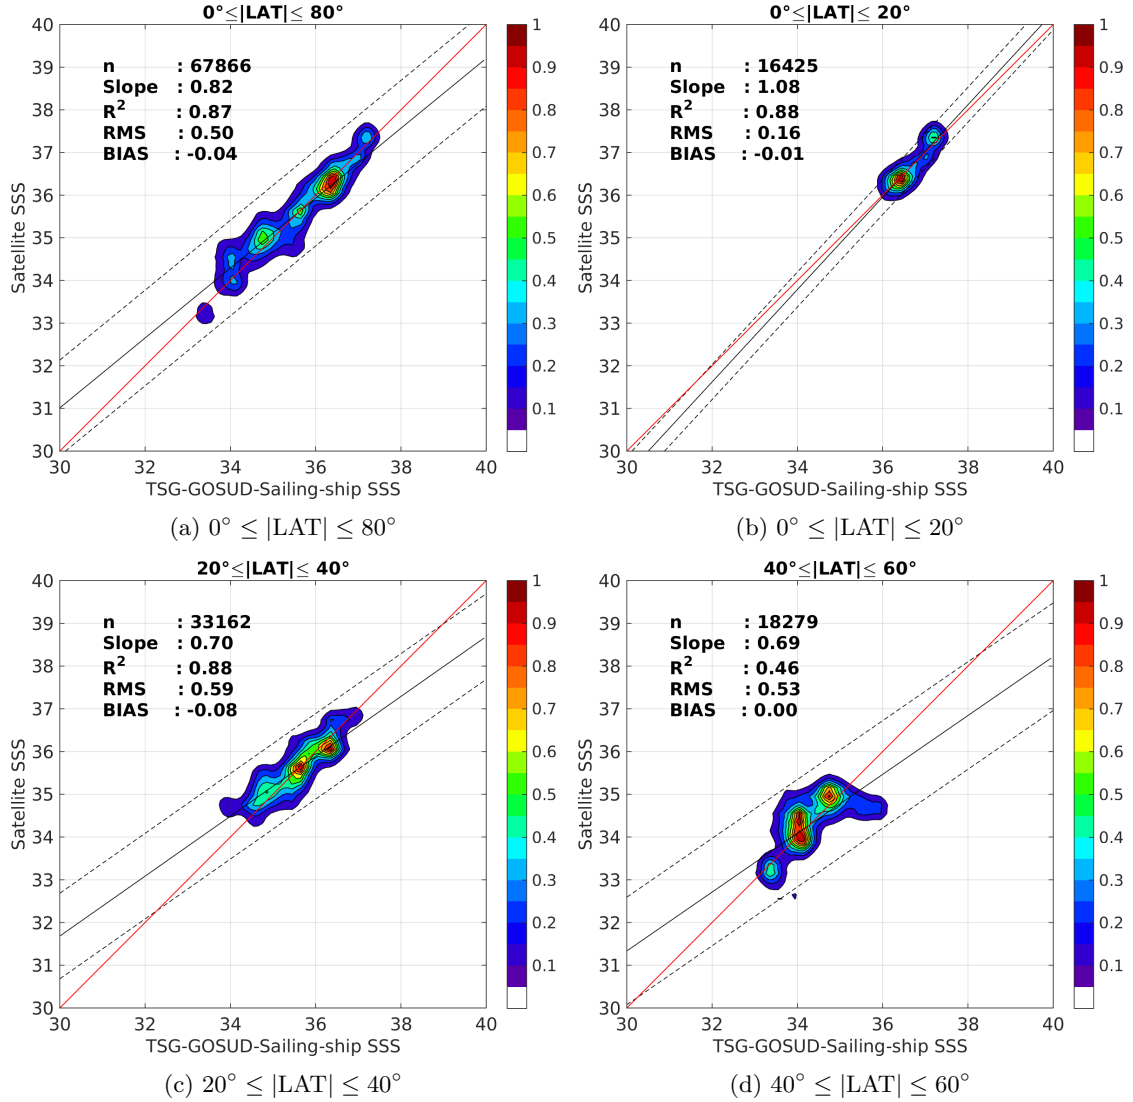 0°≤|LAT|≤ 80°
n : 67866
Slope : 0.82
R2 : 0.87
RMS : 0.50
BIAS : -0.04
40
39
38
37
36
35
34
33
32
31
30
30 32 34 36 38 40
Satellite SSS
TSG-GOSUD-Sailing-ship SSS
1
0.9
0.8
0.7
0.6
0.5
0.4
0.3
0.2
0.1
(a) 0° ≤ |LAT| ≤ 80°
0°≤|LAT|≤ 20°
n : 16425
Slope : 1.08
R2 : 0.88
RMS : 0.16
BIAS : -0.01
40
39
38
37
36
35
34
33
32
31
30
30 32 34 36 38 40
Satellite SSS
TSG-GOSUD-Sailing-ship SSS
1
0.9
0.8
0.7
0.6
0.5
0.4
0.3
0.2
0.1
(b) 0° ≤ |LAT| ≤ 20°
20°≤|LAT|≤ 40°
n : 33162
Slope : 0.70
R2 : 0.88
RMS : 0.59
BIAS : -0.08
40
39
38
37
36
35
34
33
32
31
30
30 32 34 36 38 40
Satellite SSS
TSG-GOSUD-Sailing-ship SSS
1
0.9
0.8
0.7
0.6
0.5
0.4
0.3
0.2
0.1
(c) 20° ≤ |LAT| ≤ 40°
40°≤|LAT|≤ 60°
n : 18279
Slope : 0.69
R2 : 0.46
RMS : 0.53
BIAS : 0.00
40
39
38
37
36
35
34
33
32
31
30
30 32 34 36 38 40
Satellite SSS
TSG-GOSUD-Sailing-ship SSS
1
0.9
0.8
0.7
0.6
0.5
0.4
0.3
0.2
0.1
(d) 40° ≤ |LAT| ≤ 60°